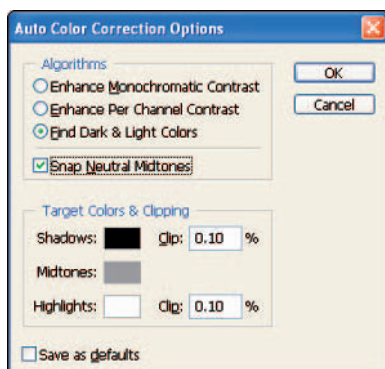 Auto Color Correction Options
Algorithms
Enhance Monochromatic Contrast
Enhance Per Channel Contrast
Find Dark & Light Colors
Snap Neutral Midtones
OK
Cancel
Target Colors & Clipping
Shadows: Clip: 0.10 %
Midtones:
Highlights: Clip: 0.10 %
Save as defaults